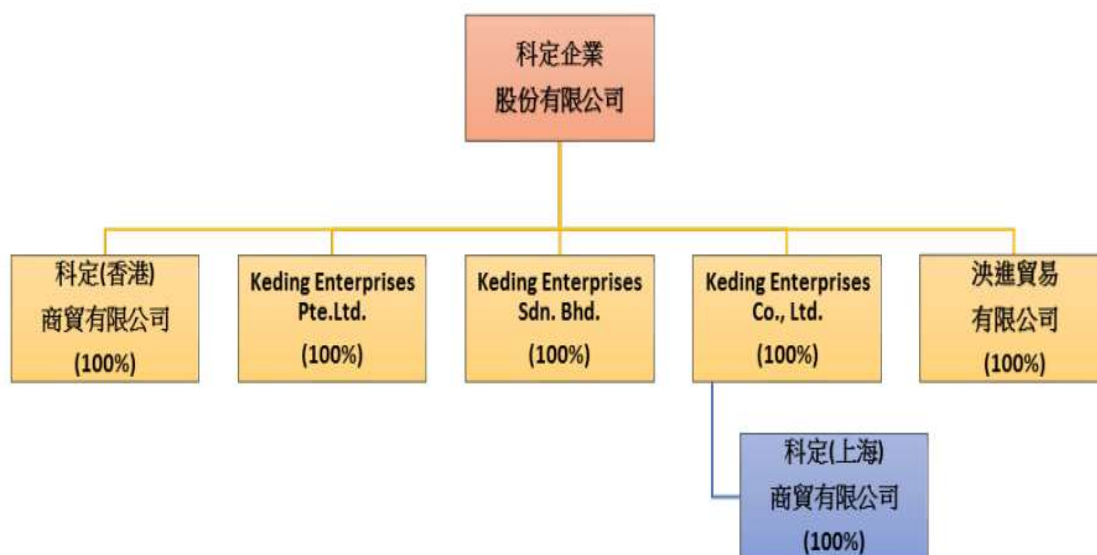 科定企業
股份有限公司
科定(香港)
商貿有限公司
(100%)
Keding Enterprises
Pte.Ltd.
(100%)
Keding Enterprises
Sdn. Bhd.
(100%)
Keding Enterprises
Co., Ltd.
(100%)
泱進貿易
有限公司
(100%)
科定(上海)
商貿有限公司
(100%)